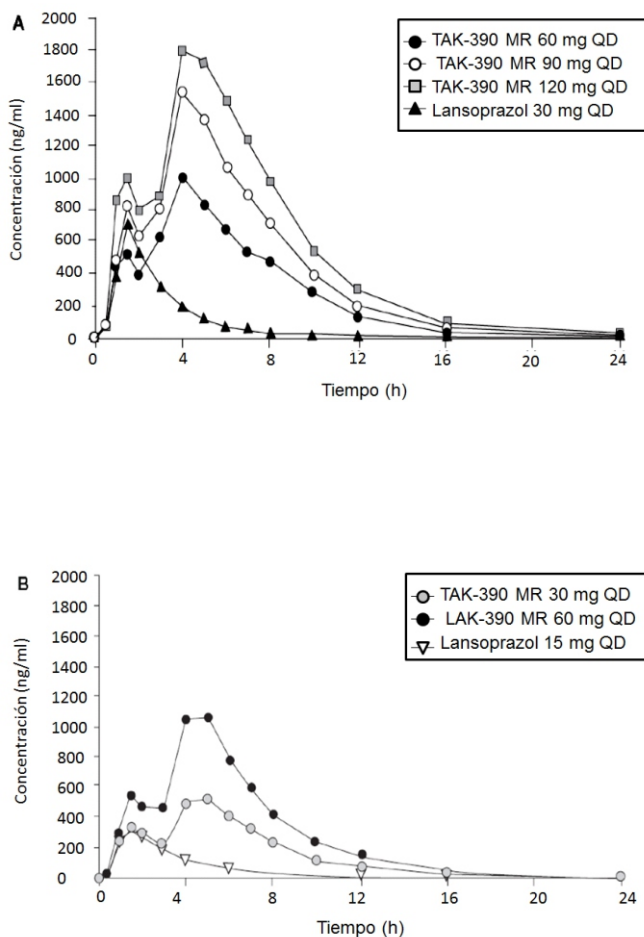 A
TAK-390 MR 60 mg QD
TAK-390 MR 90 mg QD
TAK-390 MR 120 mg QD
Lansoprazol 30 mg QD
Concentración (ng/ml)
2000
1800
1600
1400
1200
1000
800
600
400
200
0
0 4 8 12 16 20 24
Tiempo (h)
B
TAK-390 MR 30 mg QD
LAK-390 MR 60 mg QD
Lansoprazol 15 mg QD
Concentración (ng/ml)
2000
1800
1600
1400
1200
1000
800
600
400
200
0
0 4 8 12 16 20 24
Tiempo (h)